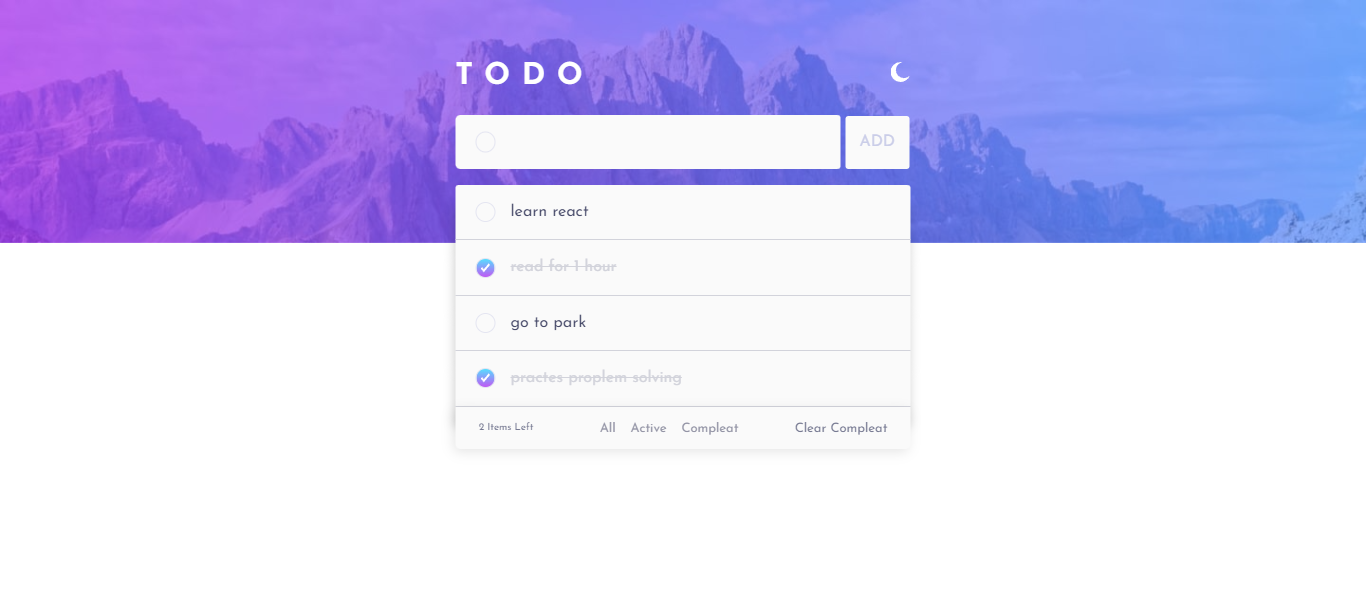 TODO
ADD
learn react
read for 1 hour
go to park
practes proplem solving
2 Items Left All Active Compleat Clear Compleat